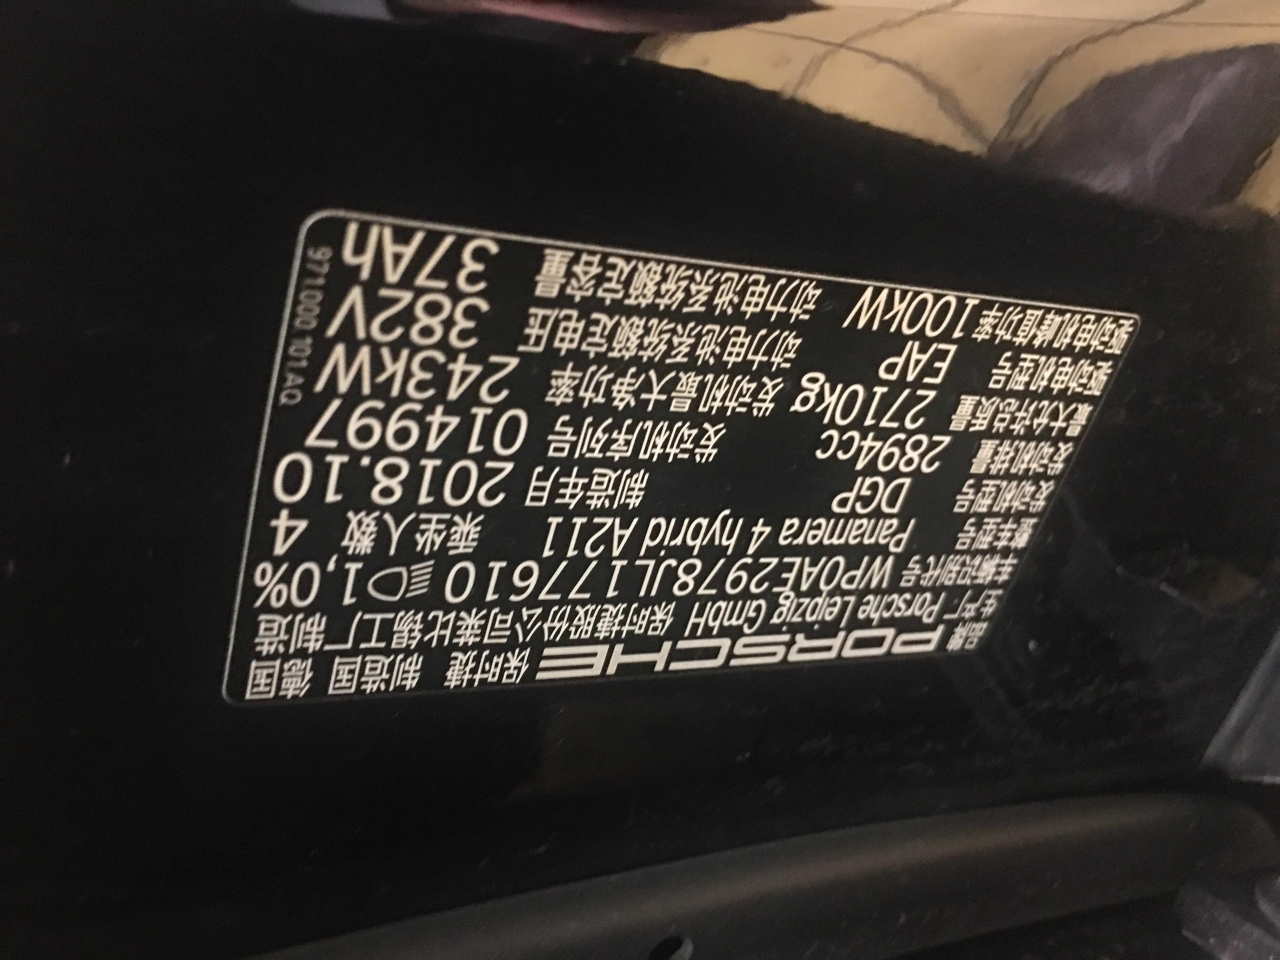 品牌 PORSCHE 保时捷 制造国 德国
生产厂 Porsche Leipzig GmbH 保时捷股份公司莱比锡工厂制造
车辆识别代号 WP0AE2978JL177610 1,0%
整车型号 Panamera 4 hybrid A211 乘坐人数 4
发动机型号 DGP 制造年月 2018.10
发动机排量 2894cc 发动机序列号 014997
最大允许总质量 2710kg 发动机最大净功率 243kW
驱动电机型号 EAP 动力电池系统额定电压 382V
驱动电机峰值功率 100kW 动力电池系统额定容量 37Ah
971.000.101.AQ